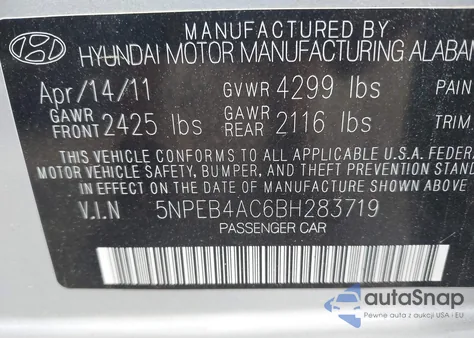 MANUFACTURED BY
HYUNDAI MOTOR MANUFACTURING ALABAM
Apr/14/11 GVWR 4299 lbs PAIN
GAWR FRONT 2425 lbs GAWR REAR 2116 lbs TRIM
THIS VEHICLE CONFORMS TO ALL APPLICABLE U.S.A. FEDERA
MOTOR VEHICLE SAFETY, BUMPER, AND THEFT PREVENTION
STANDARDS IN EFFECT ON THE DATE OF MANUFACTURE SHOWN ABOVE
V.I.N 5NPEB4AC6BH283719
PASSENGER CAR
autoSnap
Pewne auta z aukcji USA i EU